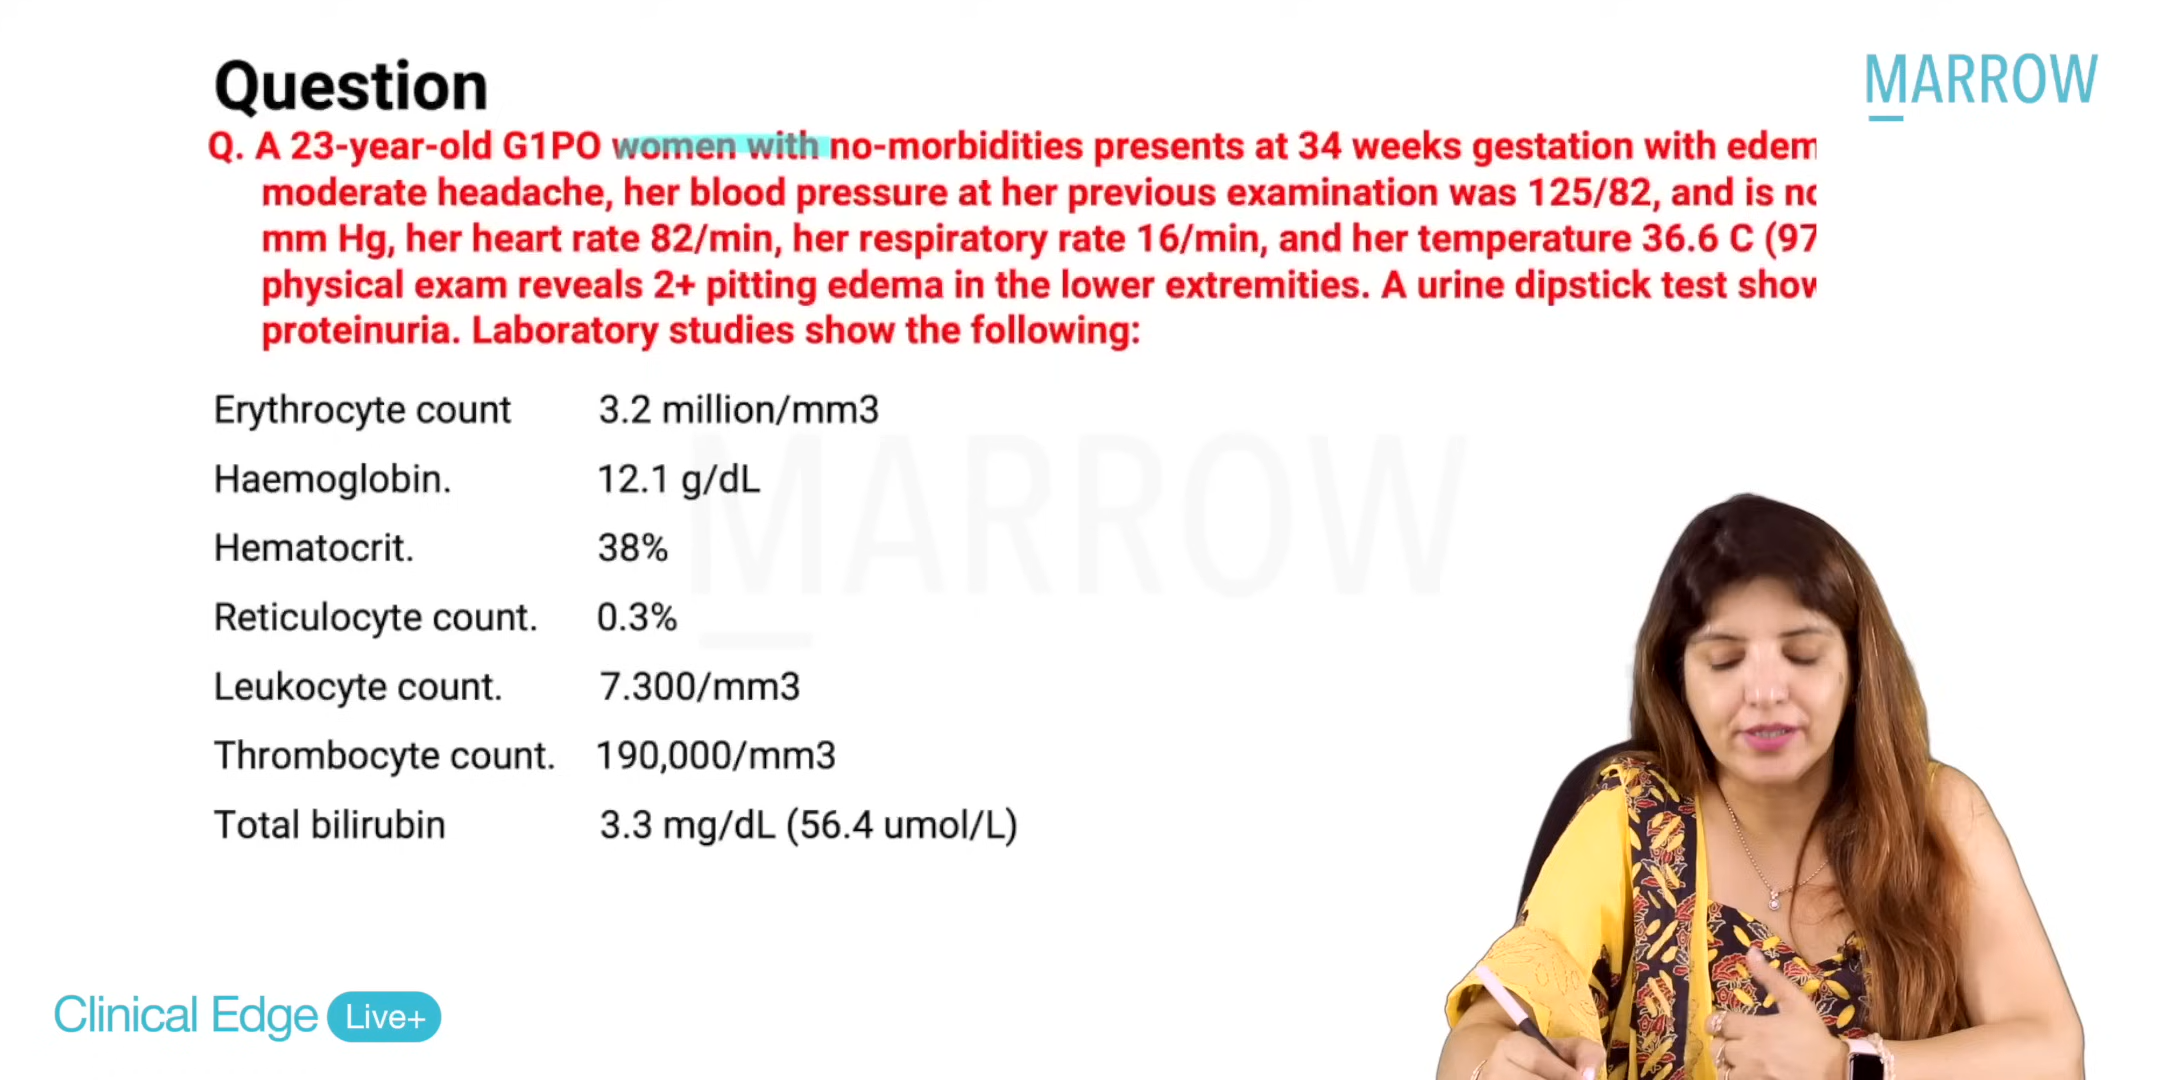 Question
MARROW
Q. A 23-year-old G1PO women with no-morbidities presents at 34 weeks gestation with
moderate headache, her blood pressure at her previous examination was 125/82, and is
mm Hg, her heart rate 82/min, her respiratory rate 16/min, and her temperature 36.6 C (97
physical exam reveals 2+ pitting edema in the lower extremities. A urine dipstick test
proteinuria. Laboratory studies show the following:
Erythrocyte count 3.2 million/mm3
Haemoglobin. 12.1 g/dL
Hematocrit. 38%
Reticulocyte count. 0.3%
Leukocyte count. 7.300/mm3
Thrombocyte count. 190,000/mm3
Total bilirubin 3.3 mg/dL (56.4 umol/L)
MARROW
Clinical Edge Live+